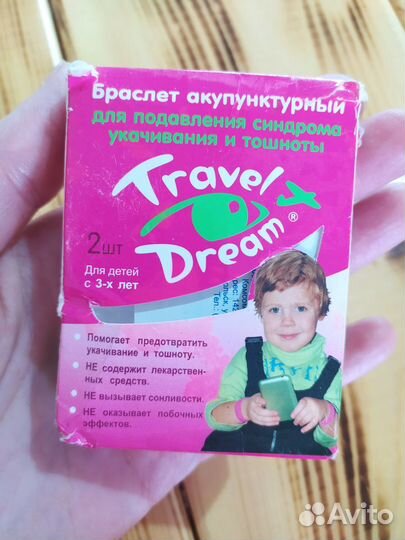 Браслет акупунктурный
для подавления синдрома
укачивания и тошноты
Travel
Dream®
2шт
Для детей
с 3-х лет
Помогает предотвратить
укачивание и тошноту.
НЕ содержит лекарствен-
ных средств.
НЕ вызывает сонливости.
НЕ оказывает побочных
эффектов.
Avito